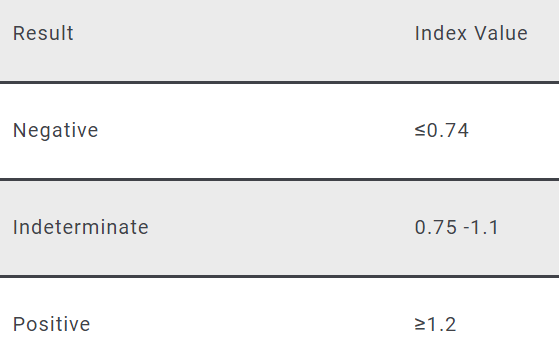 Result Index Value
Negative ≤0.74
Indeterminate 0.75 -1.1
Positive ≥1.2